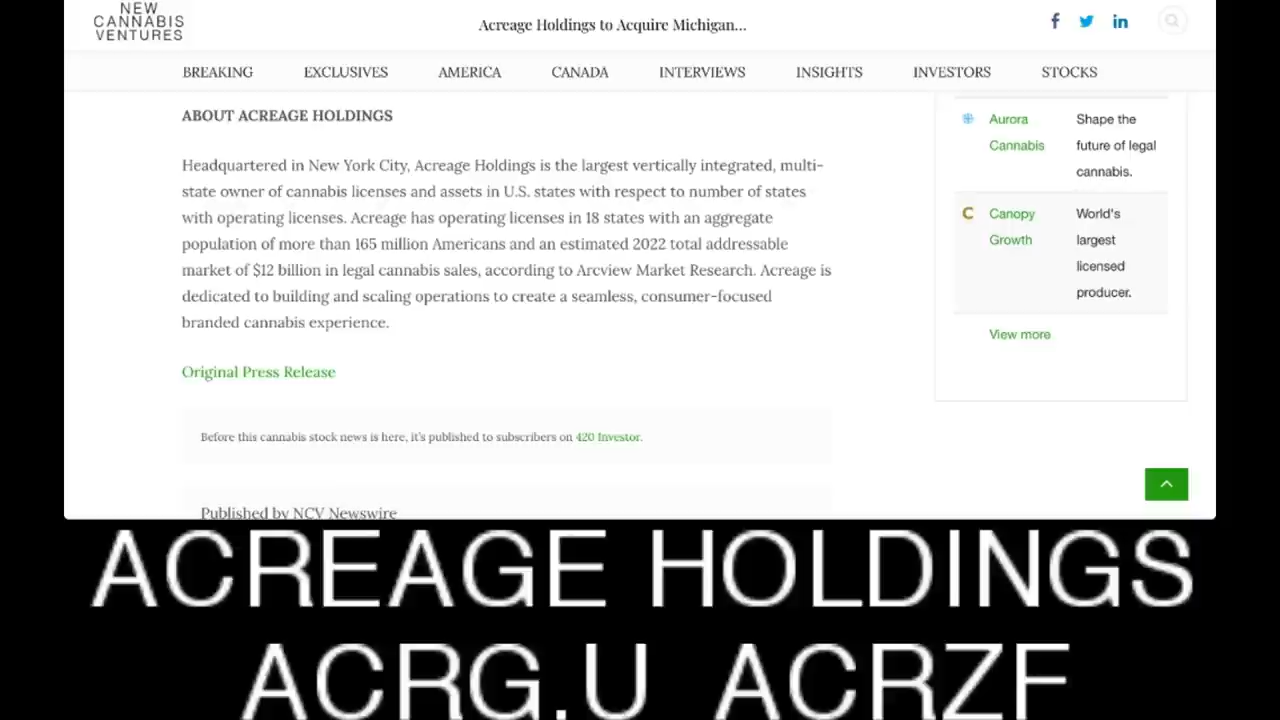 NEW
CANNABIS
VENTURES
Acreage Holdings to Acquire Michigan...
BREAKING EXCLUSIVES AMERICA CANADA INTERVIEWS INSIGHTS INVESTORS STOCKS
ABOUT ACREAGE HOLDINGS
Headquartered in New York City, Acreage Holdings is the largest vertically integrated, multi-
state owner of cannabis licenses and assets in U.S. states with respect to number of states
with operating licenses. Acreage has operating licenses in 18 states with an aggregate
population of more than 165 million Americans and an estimated 2022 total addressable
market of $12 billion in legal cannabis sales, according to Arcview Market Research. Acreage is
dedicated to building and scaling operations to create a seamless, consumer-focused
branded cannabis experience.
Original Press Release
Before this cannabis stock news is here, it's published to subscribers on 420 Investor.
Published by NCV Newswire
Aurora
Cannabis
Shape the
future of legal
cannabis.
Canopy
Growth
World's
largest
licensed
producer.
View more
ACREAGE HOLDINGS
ACRG.U ACRZF